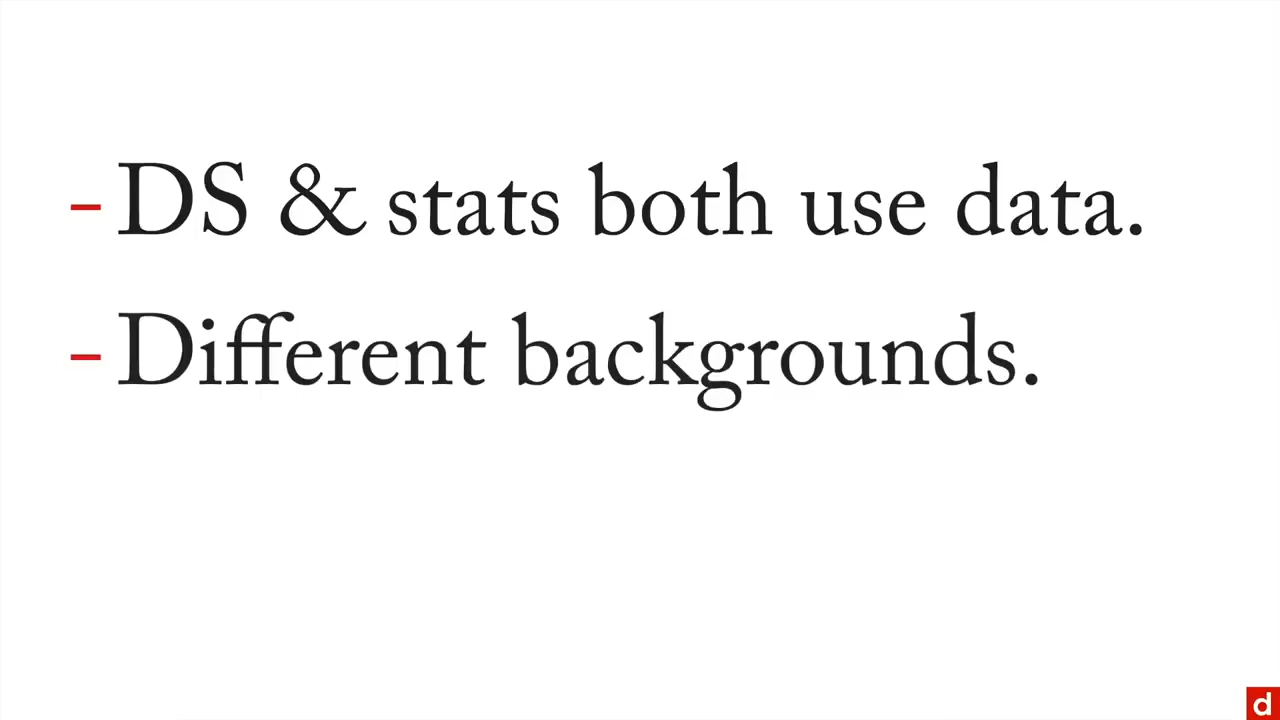 - DS & stats both use data.
- Different backgrounds.
d